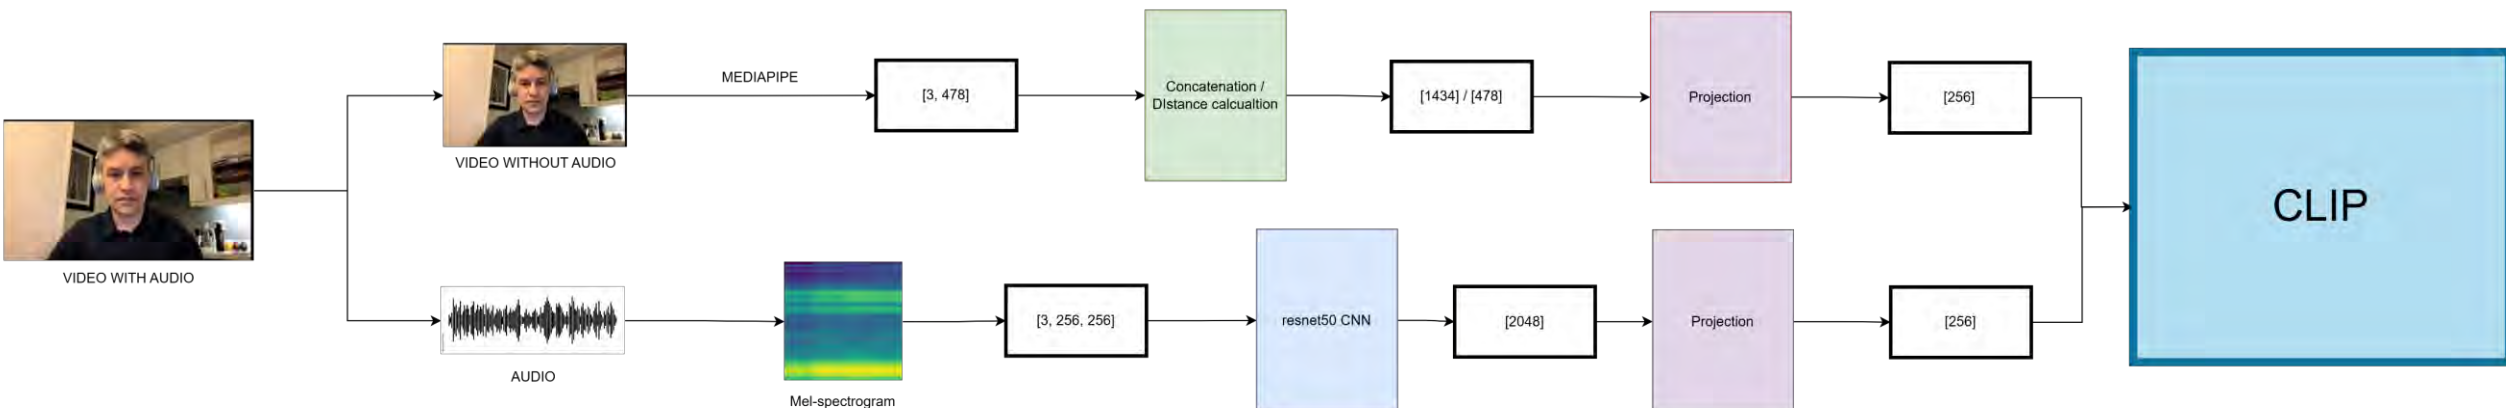 MEDIAPIPE
[3, 478]
Concatenation /
DIstance calcualtion
[1434] / [478]
Projection
[256]
VIDEO WITHOUT AUDIO
CLIP
VIDEO WITH AUDIO
[3, 256, 256]
resnet50 CNN
[2048]
Projection
[256]
AUDIO
Mel-spectrogram